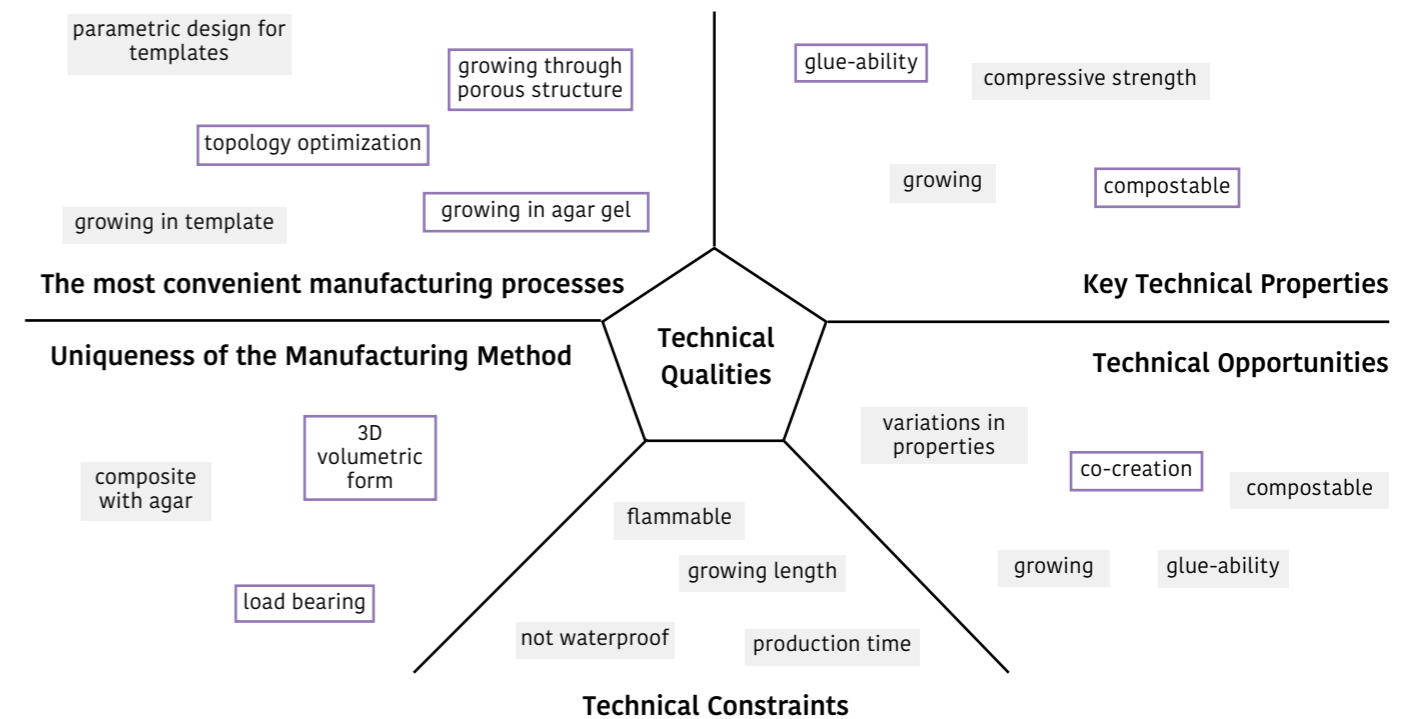 parametric design for
templates
growing through
porous structure
topology optimization
growing in agar gel
growing in template
The most convenient manufacturing processes
glue-ability
compressive strength
growing
compostable
Key Technical Properties
Technical
Qualities
Uniqueness of the Manufacturing Method
3D
volumetric
form
composite
with agar
load bearing
Technical Opportunities
variations in
properties
co-creation
compostable
growing
glue-ability
flammable
growing length
not waterproof
production time
Technical Constraints